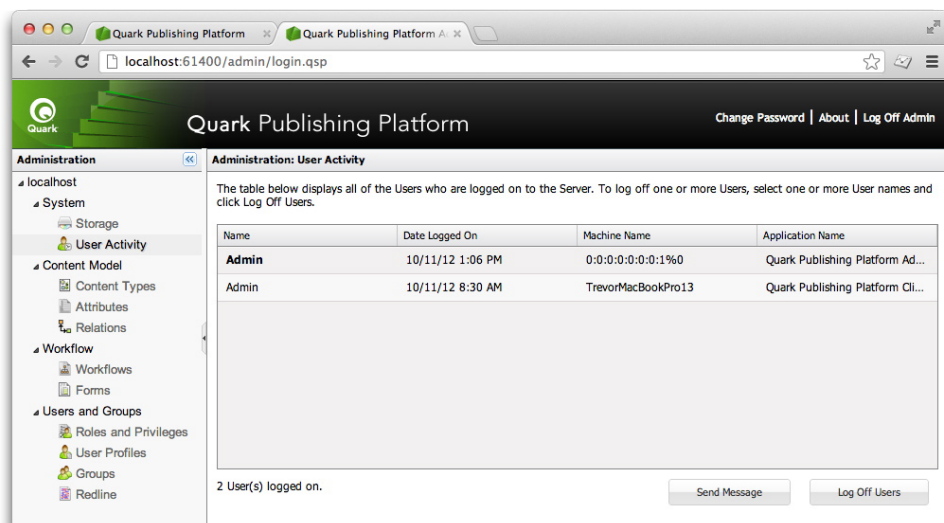 Quark Publishing Platform
Quark Publishing Platform A
localhost:61400/admin/login.qsp
Quark
Quark Publishing Platform
Change Password | About | Log Off Admin
Administration
Administration: User Activity
localhost
System
Storage
User Activity
Content Model
Content Types
Attributes
Relations
Workflow
Workflows
Forms
Users and Groups
Roles and Privileges
User Profiles
Groups
Redline
The table below displays all of the Users who are logged on to the Server. To log off one or more Users, select one or more User names and
click Log Off Users.
Name Date Logged On Machine Name Application Name
Admin 10/11/12 1:06 PM 0:0:0:0:0:0:0:1%0 Quark Publishing Platform Ad...
Admin 10/11/12 8:30 AM TrevorMacBookPro13 Quark Publishing Platform Cli...
2 User(s) logged on.
Send Message
Log Off Users